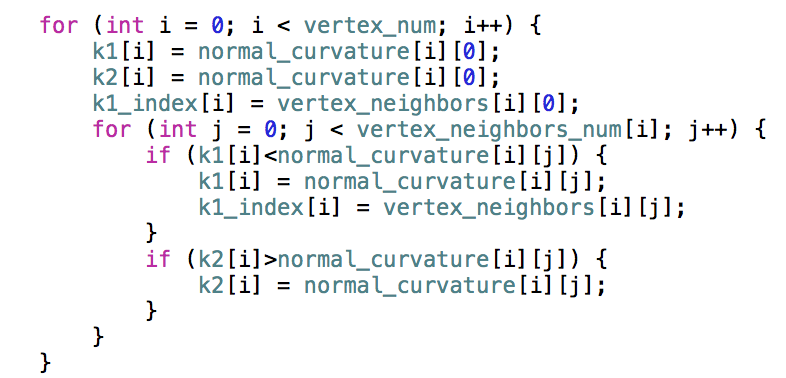 for (int i = 0; i < vertex_num; i++) {
    k1[i] = normal_curvature[i][0];
    k2[i] = normal_curvature[i][0];
    k1_index[i] = vertex_neighbors[i][0];
    for (int j = 0; j < vertex_neighbors_num[i]; j++) {
        if (k1[i]<normal_curvature[i][j]) {
            k1[i] = normal_curvature[i][j];
            k1_index[i] = vertex_neighbors[i][j];
        }
        if (k2[i]>normal_curvature[i][j]) {
            k2[i] = normal_curvature[i][j];
        }
    }
}